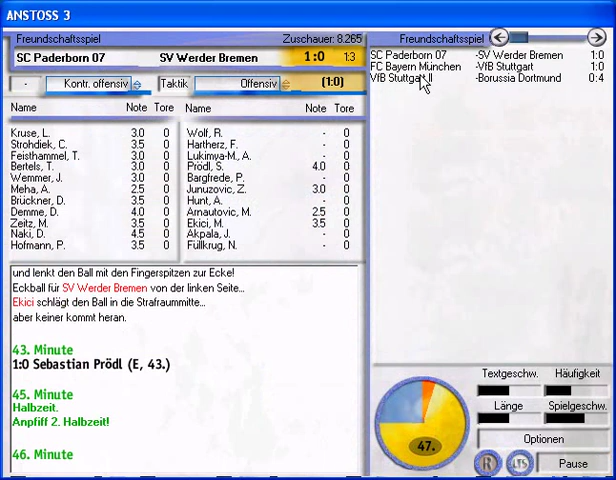 ANSTOSS 3
Freundschaftsspiel Zuschauer: 8.265
SC Paderborn 07 SV Werder Bremen 1:0 1:3
- Kontr. offensiv Taktik Offensiv (1:0)
Name Note Tore Name Note Tore
Kruse, L. 3.0 0 Wolf, R. - 0
Strohdiek, C. 3.5 0 Hartherz, F. - 0
Feisthammel, T. 3.0 0 Lukimya-M., A. - 0
Bertels, T. 3.0 0 Prödl, S. 4.0 0
Wemmer, J. 3.0 0 Bargfrede, P. - 0
Meha, A. 2.5 0 Junuzovic, Z. 3.0 0
Brückner, D. 3.5 0 Hunt, A. - 0
Demme, D. 4.0 0 Arnautovic, M. 2.5 0
Zeitz, M. 3.5 0 Ekici, M. 3.5 0
Naki, D. 4.5 0 Akpala, J. - 0
Hofmann, P. 3.5 0 Füllkrug, N. - 0
und lenkt den Ball mit den Fingerspitzen zur Ecke!
Eckball für SV Werder Bremen von der linken Seite...
Ekici schlägt den Ball in die Strafraummitte...
aber keiner kommt heran.
43. Minute
1:0 Sebastian Prödl (E, 43.)
45. Minute
Halbzeit.
Anpfiff 2. Halbzeit!
46. Minute
Freundschaftsspiel
SC Paderborn 07 -SV Werder Bremen 1:0
FC Bayern München -VfB Stuttgart 1:0
VfB Stuttgart II -Borussia Dortmund 0:4
Textgeschw. Häufigkeit
Länge Spielgeschw.
47.
Optionen
R LTS Pause